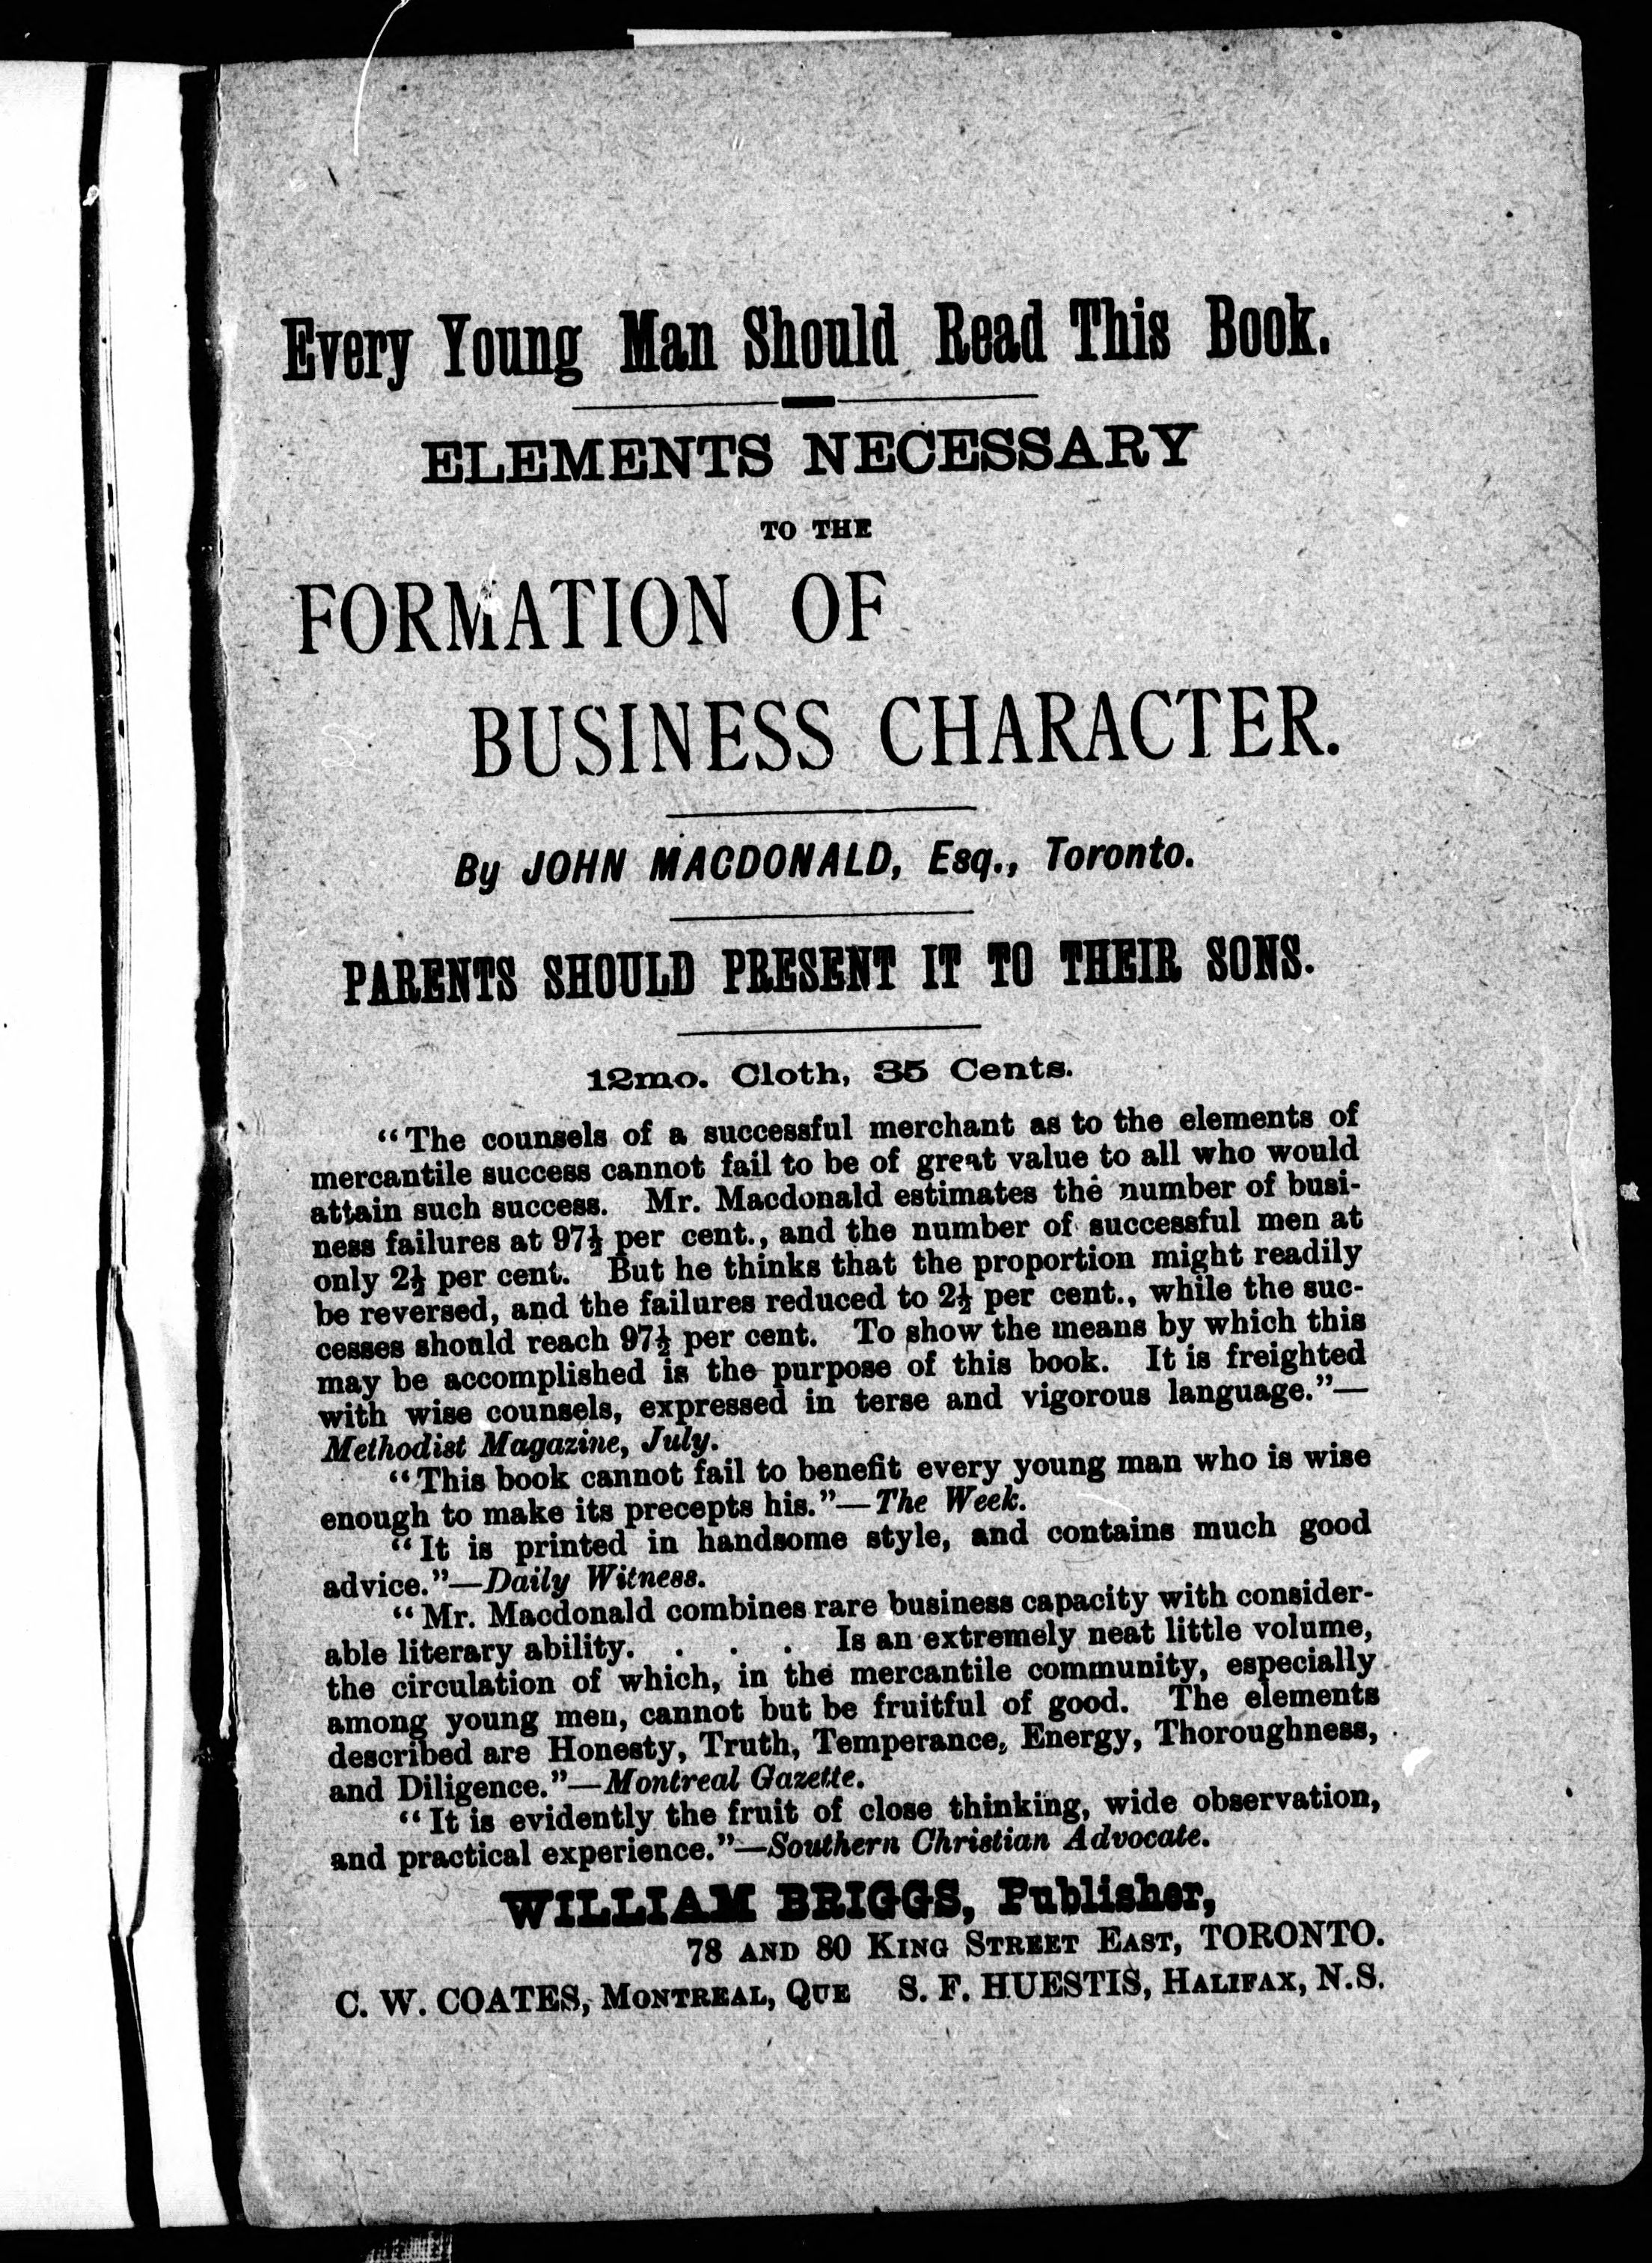 Every Young Man Should Read This Book.
ELEMENTS NECESSARY
TO THE
FORMATION OF
BUSINESS CHARACTER.
By JOHN MACDONALD, Esq., Toronto.
PARENTS SHOULD PRESENT IT TO THEIR SONS.
12mo. Cloth, 35 Cents.
"The counsels of a successful merchant as to the elements of
mercantile success cannot fail to be of great value to all who would
attain such success. Mr. Macdonald estimates the number of busi-
ness failures at 97½ per cent., and the number of successful men at
only 2½ per cent. But he thinks that the proportion might readily
be reversed, and the failures reduced to 2½ per cent., while the suc-
cesses should reach 97½ per cent. To show the means by which this
may be accomplished is the purpose of this book. It is freighted
with wise counsels, expressed in terse and vigorous language."—
Methodist Magazine, July.
"This book cannot fail to benefit every young man who is wise
enough to make its precepts his."—The Week.
"It is printed in handsome style, and contains much good
advice."—Daily Witness.
"Mr. Macdonald combines rare business capacity with consider-
able literary ability. . . . Is an extremely neat little volume,
the circulation of which, in the mercantile community, especially
among young men, cannot but be fruitful of good. The elements
described are Honesty, Truth, Temperance, Energy, Thoroughness,
and Diligence."—Montreal Gazette.
"It is evidently the fruit of close thinking, wide observation,
and practical experience."—Southern Christian Advocate.
WILLIAM BRIGGS, Publisher,
78 AND 80 KING STREET EAST, TORONTO.
C. W. COATES, MONTREAL, QUE S. F. HUESTIS, HALIFAX, N.S.